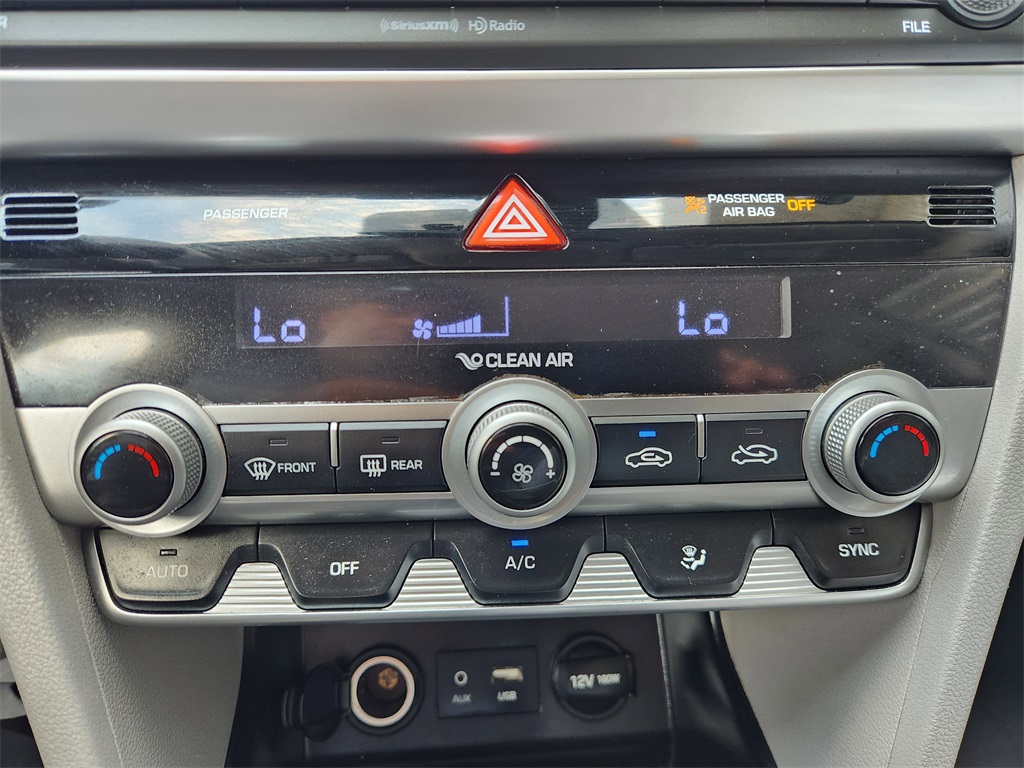 R
((SiriusXM)) HD Radio
FILE
PASSENGER
PASSENGER
AIR BAG OFF
2
Lo
Lo
CLEAN AIR
FRONT
REAR
- +
AUTO
OFF
A/C
SYNC
AUX
USB
12V 180W